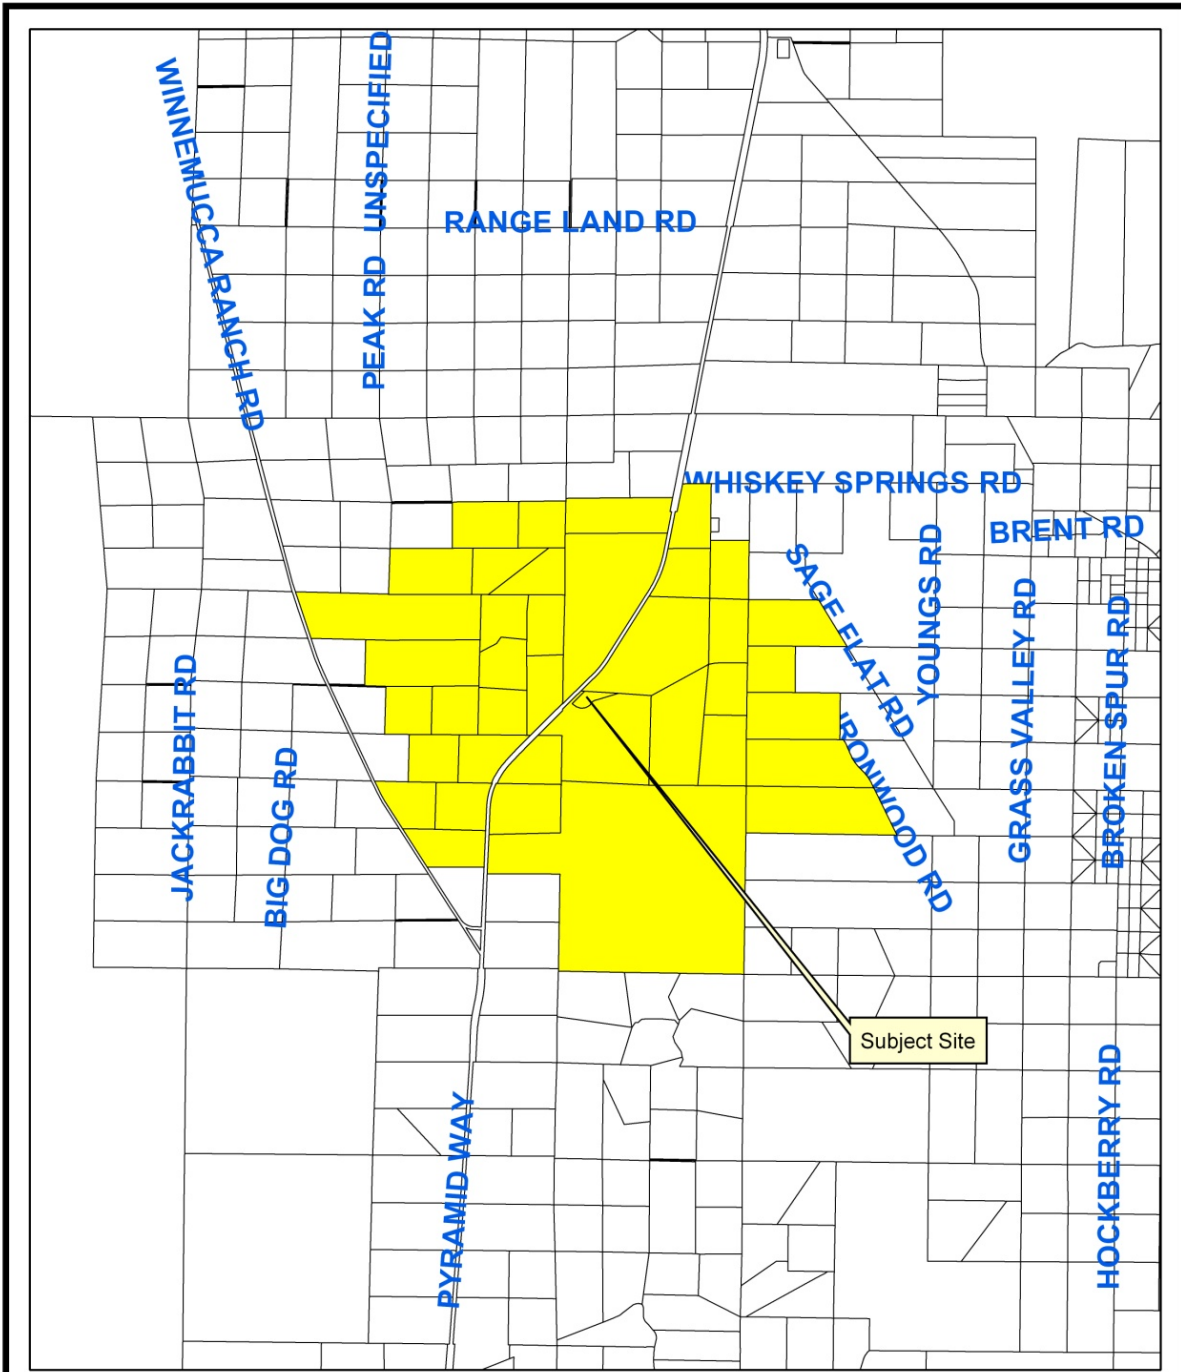 WINNEMUCCA RANCH RD
PEAK RD
UNSPECIFIED
RANGE LAND RD
WHISKEY SPRINGS RD
BRENT RD
SAGE FLAT RD
YOUNGS RD
GRASS VALLEY RD
BROKEN SPUR RD
IRONWOOD RD
JACKRABBIT RD
BIG DOG RD
Subject Site
PYRAMID WAY
HOCKBERRY RD